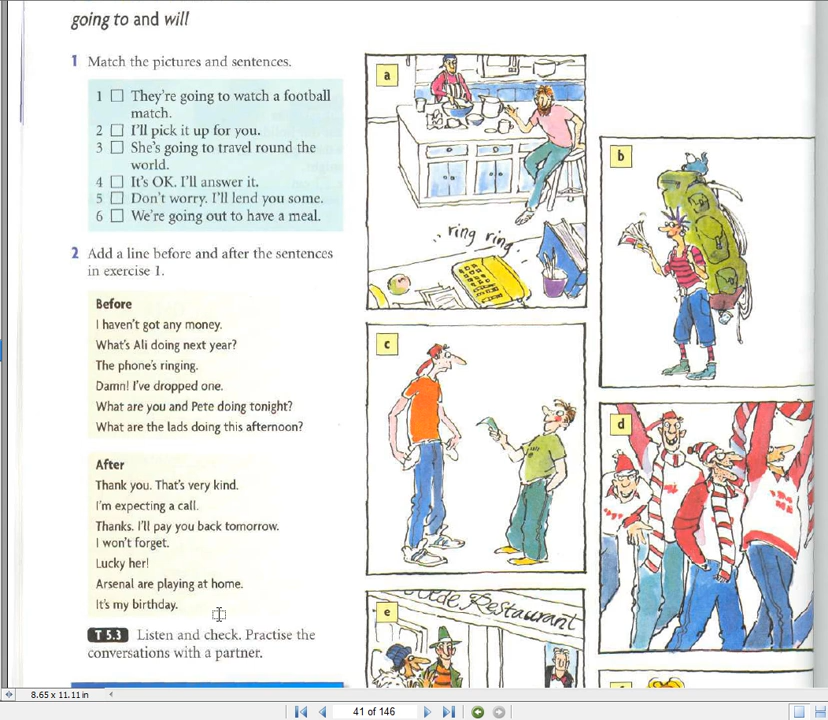 going to and will
1 Match the pictures and sentences.
1 They're going to watch a football
match.
2 I'll pick it up for you.
3 She's going to travel round the
world.
4 It's OK. I'll answer it.
5 Don't worry. I'll lend you some.
6 We're going out to have a meal.
2 Add a line before and after the sentences
in exercise 1.
Before
I haven't got any money.
What's Ali doing next year?
The phone's ringing.
Damn! I've dropped one.
What are you and Pete doing tonight?
What are the lads doing this afternoon?
After
Thank you. That's very kind.
I'm expecting a call.
Thanks. I'll pay you back tomorrow.
I won't forget.
Lucky her!
Arsenal are playing at home.
It's my birthday.
T 5.3 Listen and check. Practise the
conversations with a partner.
a
ring ring
b
c
d
e
Restaurant
8.65 x 11.11 in
41 of 146